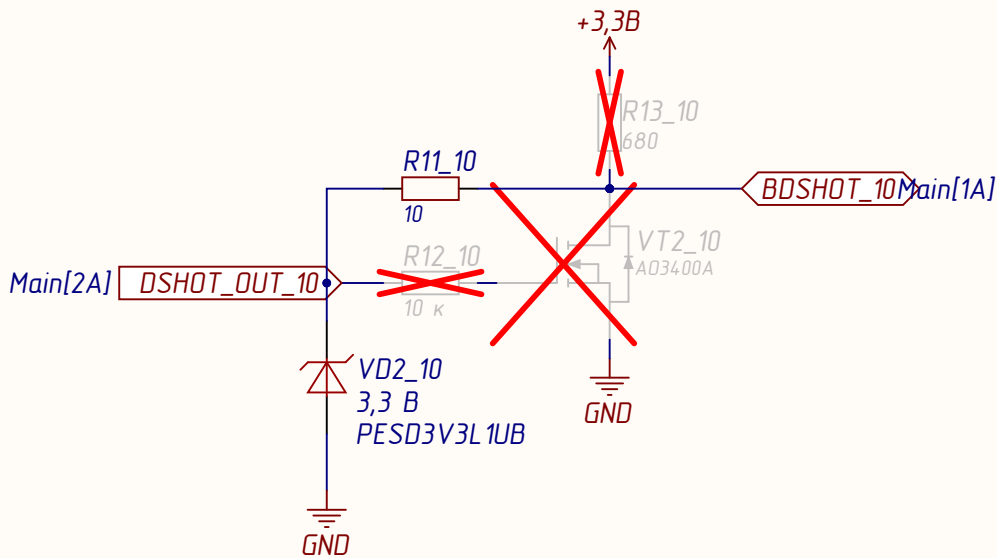 +3,3В
R13_10
680
R11_10
10
BDSHOT_10
Main[1A]
R12_10
10 к
VT2_10
AO3400A
Main[2A]
DSHOT_OUT_10
VD2_10
3,3 В
PESD3V3L1UB
GND
GND